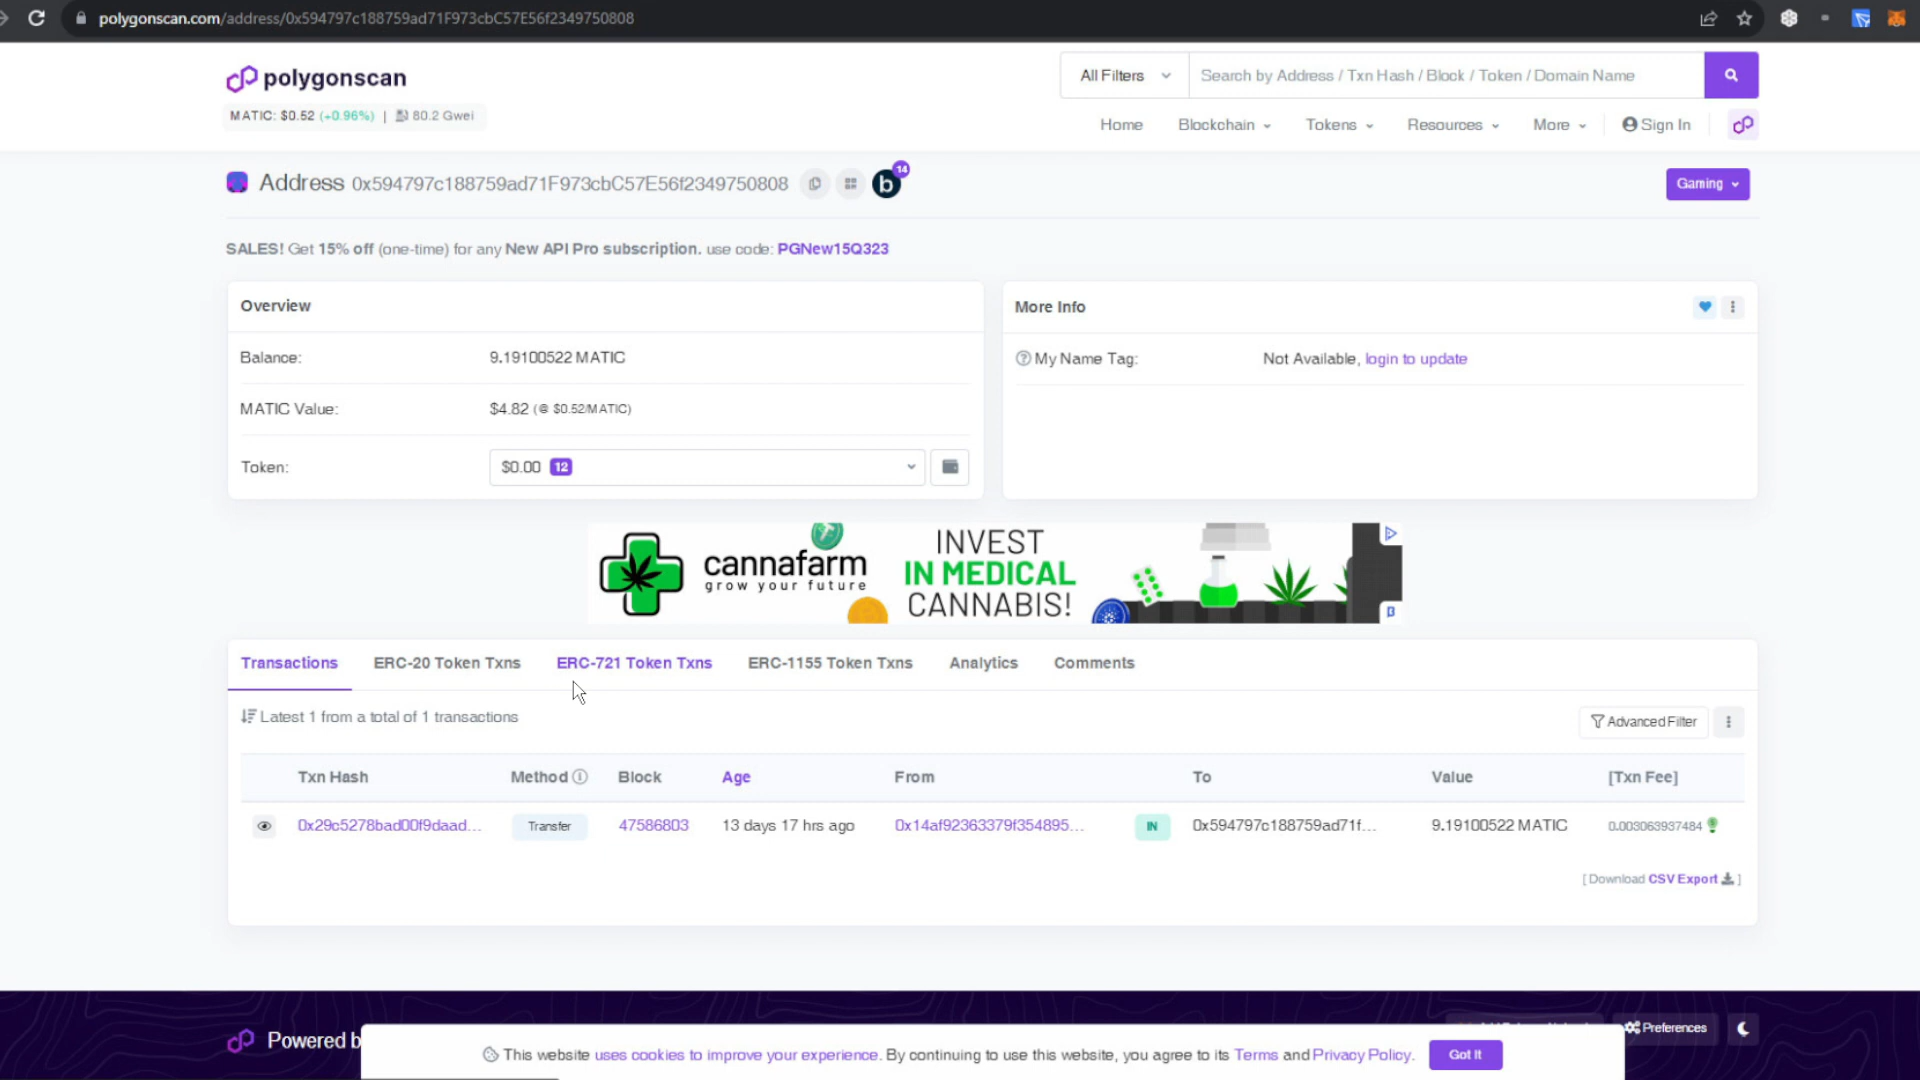 polygonscan.com/address/0x594797c188759ad71F973cbC57E56f2349750808
polygonscan
All Filters
Search by Address / Txn Hash / Block / Token / Domain Name
MATIC: $0.52 (+0.96%) | 80.2 Gwei
Home Blockchain Tokens Resources More Sign In
Address 0x594797c188759ad71F973cbC57E56f2349750808
b
14
Gaming
SALES! Get 15% off (one-time) for any New API Pro subscription. use code: PGNew15Q323
Overview
Balance: 9.19100522 MATIC
MATIC Value: $4.82 (@ $0.52/MATIC)
Token: $0.00 12
More Info
My Name Tag: Not Available, login to update
cannafarm
grow your future
INVEST
IN MEDICAL
CANNABIS!
Transactions ERC-20 Token Txns ERC-721 Token Txns ERC-1155 Token Txns Analytics Comments
Latest 1 from a total of 1 transactions
Advanced Filter
Txn Hash Method Block Age From To Value [Txn Fee]
0x29c5278bad00f9daad... Transfer 47586803 13 days 17 hrs ago 0x14af92363379f354895... IN 0x594797c188759ad71f... 9.19100522 MATIC 0.003063937484
[ Download CSV Export ]
Powered b
Preferences
This website uses cookies to improve your experience. By continuing to use this website, you agree to its Terms and Privacy Policy.
Got It